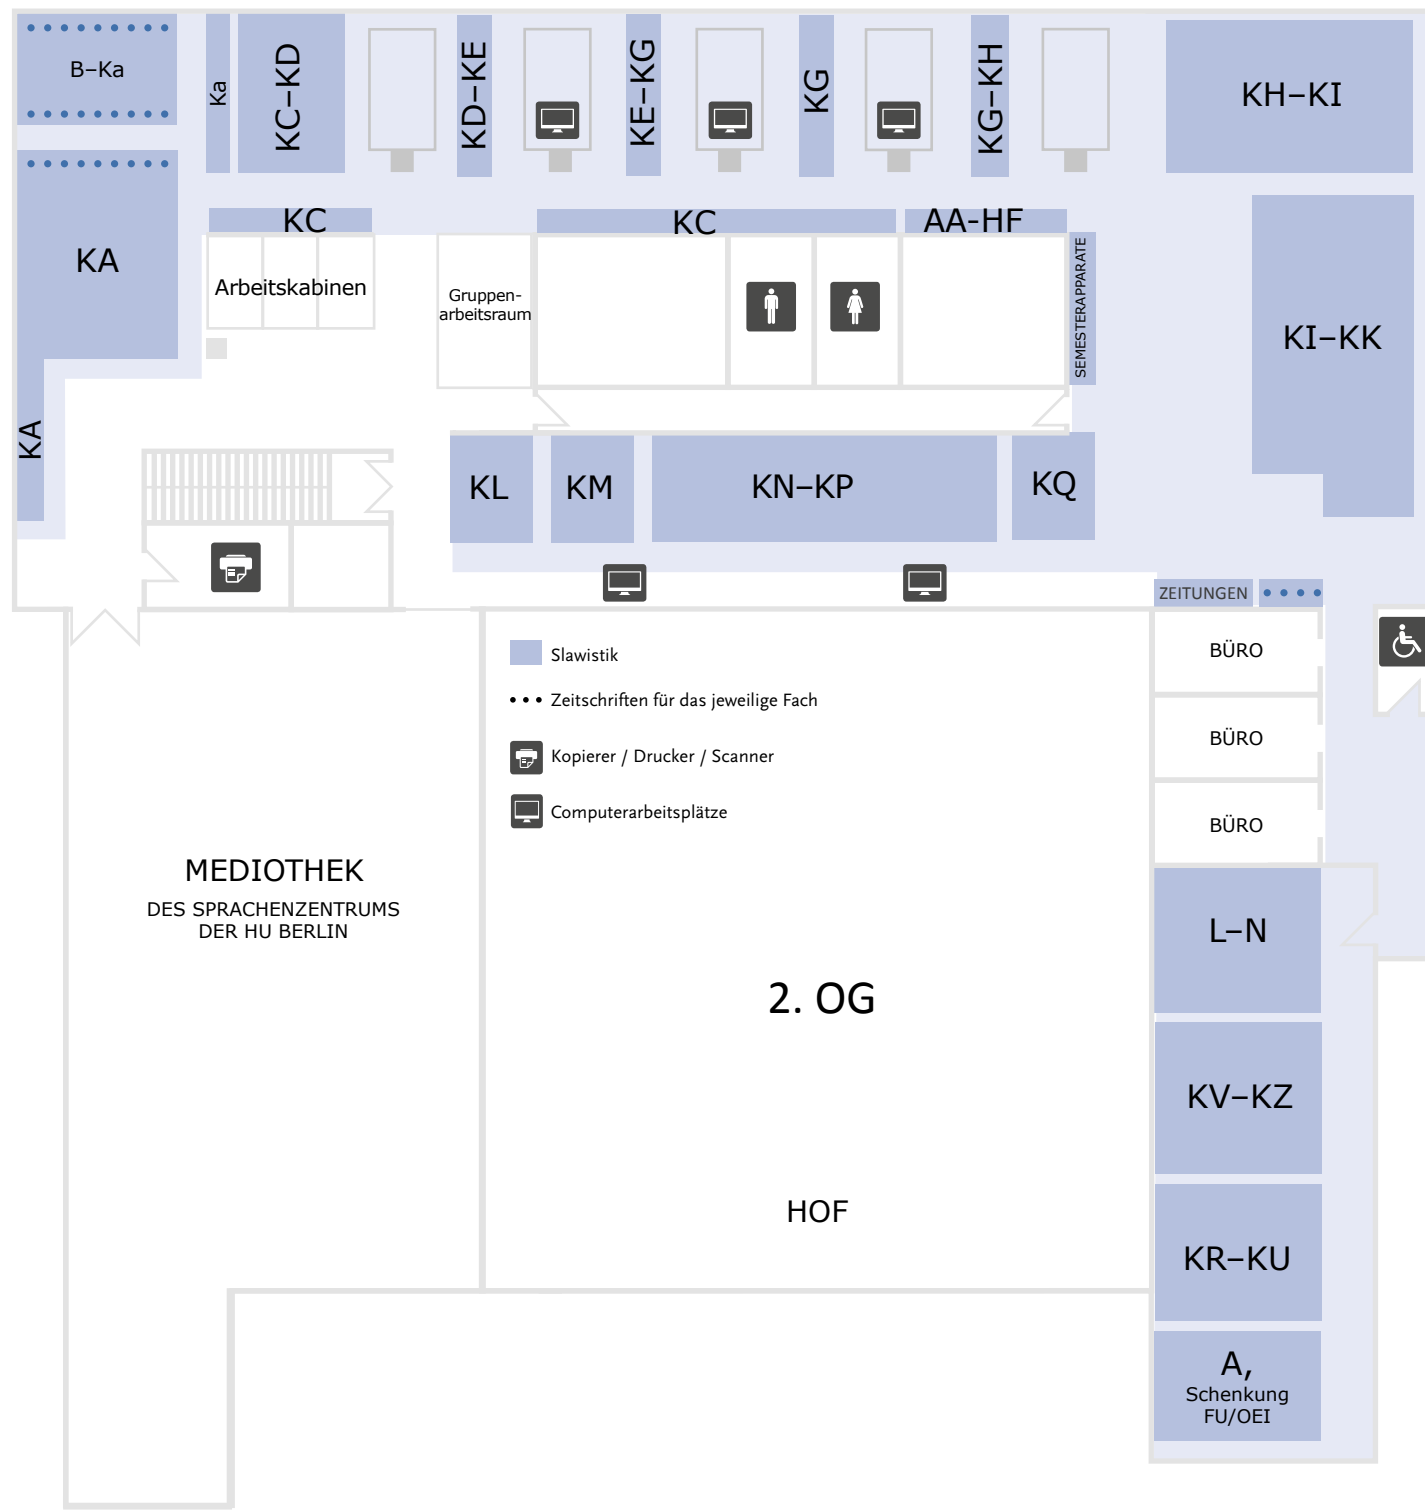 B–Ka
Ka
KC–KD
KD–KE
KE–KG
KG
KG–KH
KH–KI
KA
KC
KC
AA-HF
Arbeitskabinen
Gruppen-
arbeitsraum
SEMESTERAPPARATE
KI–KK
KA
KL
KM
KN–KP
KQ
ZEITUNGEN
Slawistik
Zeitschriften für das jeweilige Fach
Kopierer / Drucker / Scanner
Computerarbeitsplätze
BÜRO
BÜRO
BÜRO
MEDIOTHEK
DES SPRACHENZENTRUMS
DER HU BERLIN
L–N
2. OG
KV–KZ
HOF
KR–KU
A,
Schenkung
FU/OEI